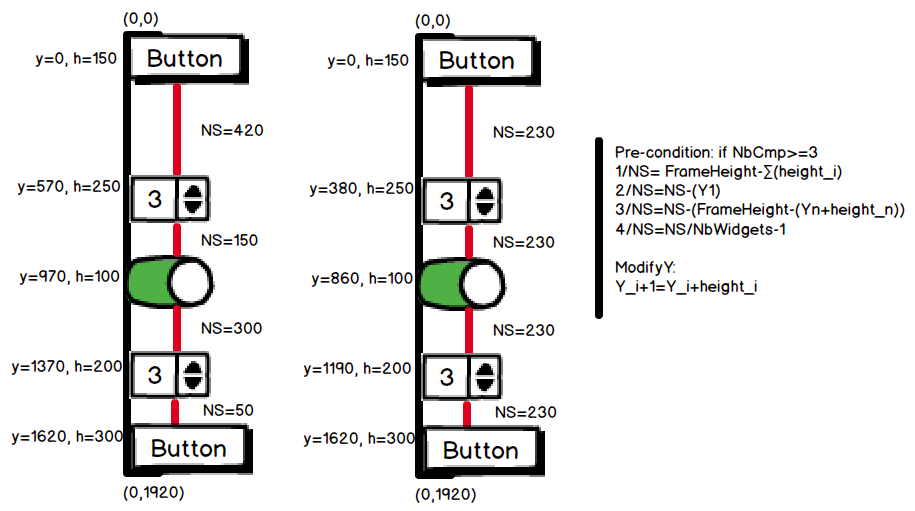 (0,0)
y=0, h=150
Button
NS=420
y=570, h=250
3
NS=150
y=970, h=100
NS=300
y=1370, h=200
3
NS=50
y=1620, h=300
Button
(0,1920)
(0,0)
y=0, h=150
Button
NS=230
y=380, h=250
3
NS=230
y=860, h=100
NS=230
y=1190, h=200
3
NS=230
y=1620, h=300
Button
(0,1920)
Pre-condition: if NbCmp>=3
1/NS= FrameHeight-Σ(height_i)
2/NS=NS-(Y1)
3/NS=NS-(FrameHeight-(Yn+height_n))
4/NS=NS/NbWidgets-1
ModifyY:
Y_i+1=Y_i+height_i